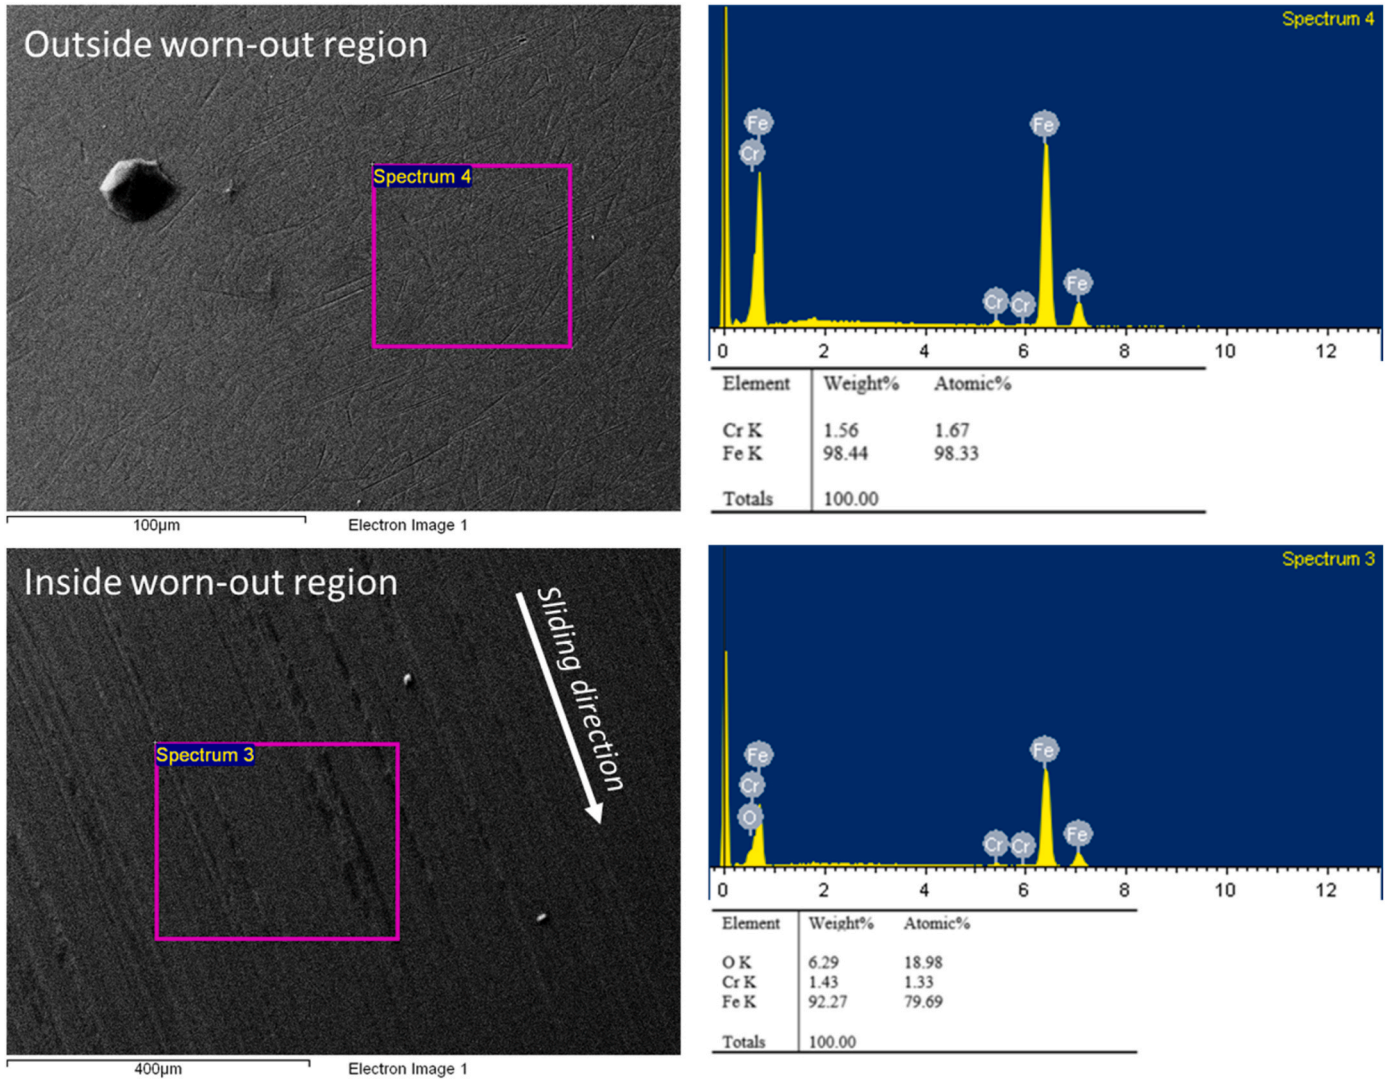 Outside worn-out region
Spectrum 4
100µm
Electron Image 1
Spectrum 4
Fe
Cr
Fe
Cr
Cr
Fe
0 2 4 6 8 10 12
Element Weight% Atomic%
Cr K 1.56 1.67
Fe K 98.44 98.33
Totals 100.00
Inside worn-out region
Sliding direction
Spectrum 3
400µm
Electron Image 1
Spectrum 3
Fe
Cr
O
Fe
Cr
Cr
Fe
0 2 4 6 8 10 12
Element Weight% Atomic%
O K 6.29 18.98
Cr K 1.43 1.33
Fe K 92.27 79.69
Totals 100.00